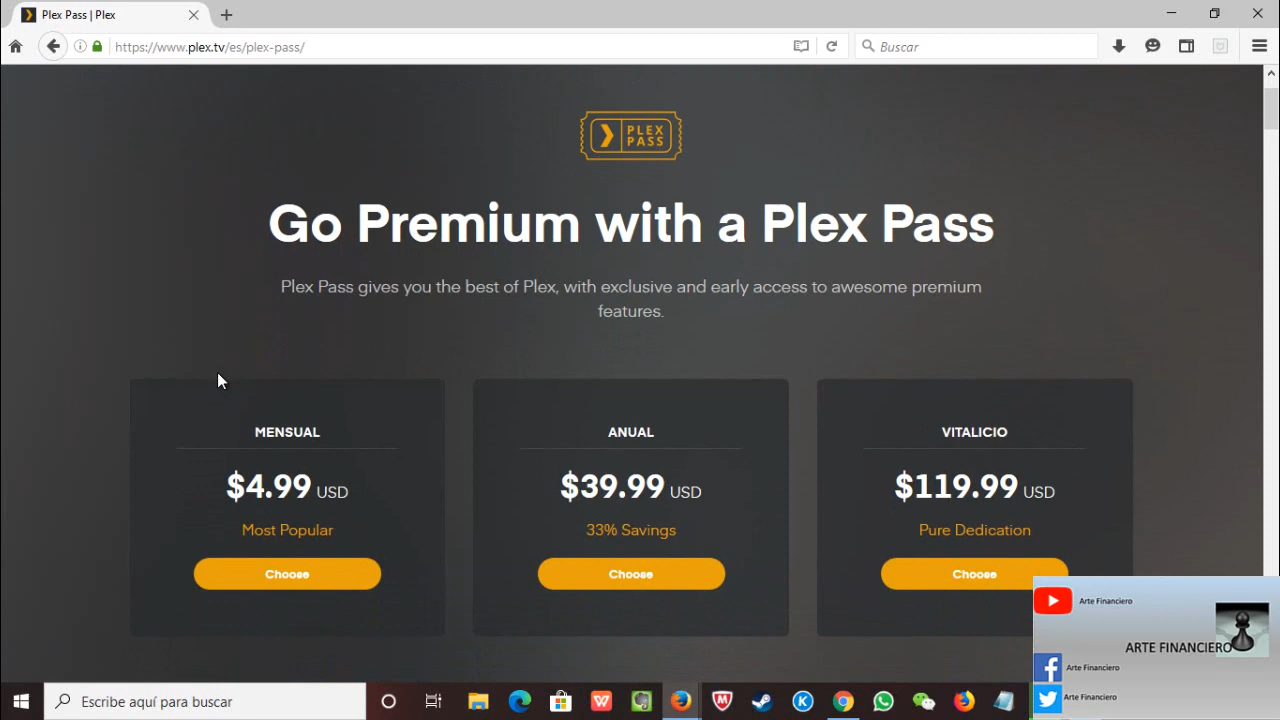 Plex Pass | Plex
https://www.plex.tv/es/plex-pass/
Buscar
PLEX
PASS
Go Premium with a Plex Pass
Plex Pass gives you the best of Plex, with exclusive and early access to awesome premium
features.
MENSUAL
$4.99 USD
Most Popular
Choose
ANUAL
$39.99 USD
33% Savings
Choose
VITALICIO
$119.99 USD
Pure Dedication
Choose
Arte Financiero
ARTE FINANCIERO
Arte Financiero
Arte Financiero
Escribe aquí para buscar